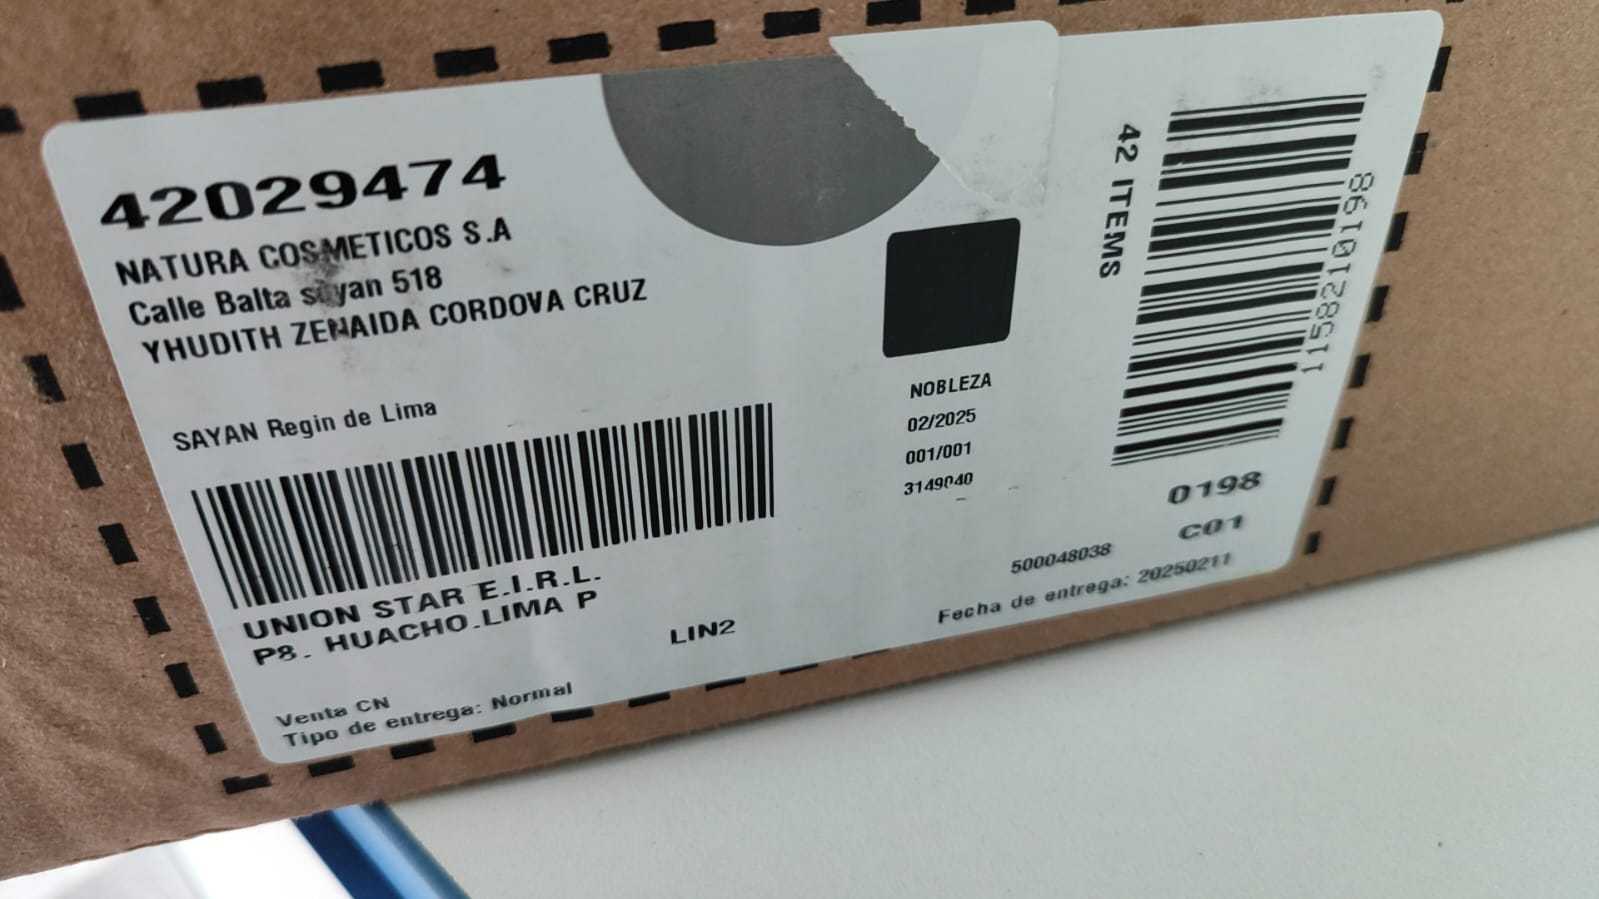 42029474
NATURA COSMETICOS S.A
Calle Balta sayan 518
YHUDITH ZENAIDA CORDOVA CRUZ
SAYAN Regin de Lima
UNION STAR E.I.R.L.
P8. HUACHO.LIMA P
LIN2
Venta CN
Tipo de entrega: Normal
NOBLEZA
02/2025
001/001
3149040
500048038
Fecha de entrega: 20250211
42 ITEMS
1158210198
0198
C01